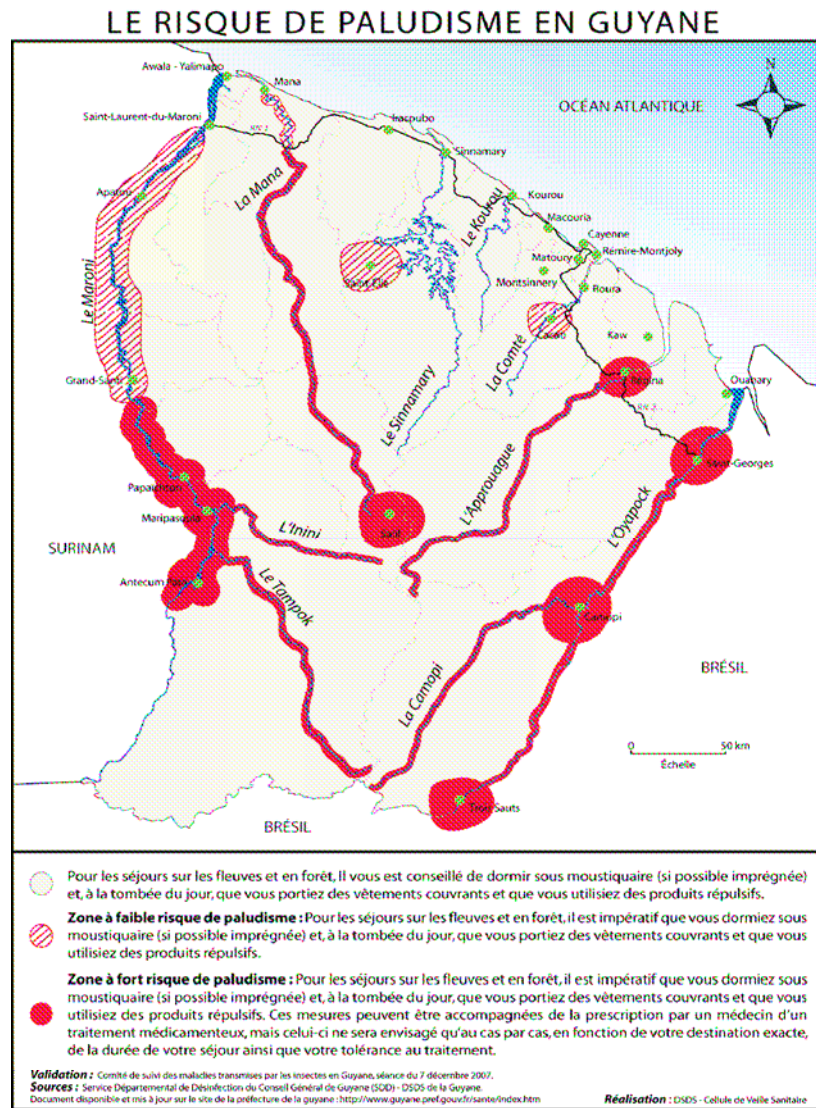 LE RISQUE DE PALUDISME EN GUYANE
Awala - Yalimapo
Mana
N
OCÉAN ATLANTIQUE
Saint-Laurent-du-Maroni
RN 1
Iracpubo
Sinnamary
La Mana
Apatou
Kourou
Le Kourou
Macouria
Cayenne
Rémire-Montjoly
Matoury
Saint-Elie
Montsinnery
Roura
Le Maroni
Cacao
Kaw
La Comté
Grand-Santi
Régina
Ouanary
Le Sinnamary
RN 2
Saint-Georges
Papaïchton
L'Approuague
Maripasoula
Saül
L'Inini
L'Oyapock
SURINAM
Antecum Pata
Le Tampok
Camopi
BRÉSIL
La Camopi
0 50 km
Échelle
Trois Sauts
BRÉSIL
Pour les séjours sur les fleuves et en forêt, Il vous est conseillé de dormir sous moustiquaire (si possible imprégnée)
et, à la tombée du jour, que vous portiez des vêtements couvrants et que vous utilisiez des produits répulsifs.
Zone à faible risque de paludisme : Pour les séjours sur les fleuves et en forêt, il est impératif que vous dormiez sous
moustiquaire (si possible imprégnée) et, à la tombée du jour, que vous portiez des vêtements couvrants et que vous
utilisiez des produits répulsifs.
Zone à fort risque de paludisme : Pour les séjours sur les fleuves et en forêt, il est impératif que vous dormiez sous
moustiquaire (si possible imprégnée) et, à la tombée du jour, que vous portiez des vêtements couvrants et que vous
utilisiez des produits répulsifs. Ces mesures peuvent être accompagnées de la prescription par un médecin d'un
traitement médicamenteux, mais celui-ci ne sera envisagé qu'au cas par cas, en fonction de votre destination exacte,
de la durée de votre séjour ainsi que votre tolérance au traitement.
Validation : Comité de suivi des maladies transmises par les insectes en Guyane, séance du 7 décembre 2007.
Sources : Service Départemental de Désinfection du Conseil Général de Guyane (SDD) - DSDS de la Guyane.
Document disponible et mis à jour sur le site de la préfecture de la guyane : http://www.guyane.pref.gouv.fr/sante/index.htm
Réalisation : DSDS - Cellule de Veille Sanitaire